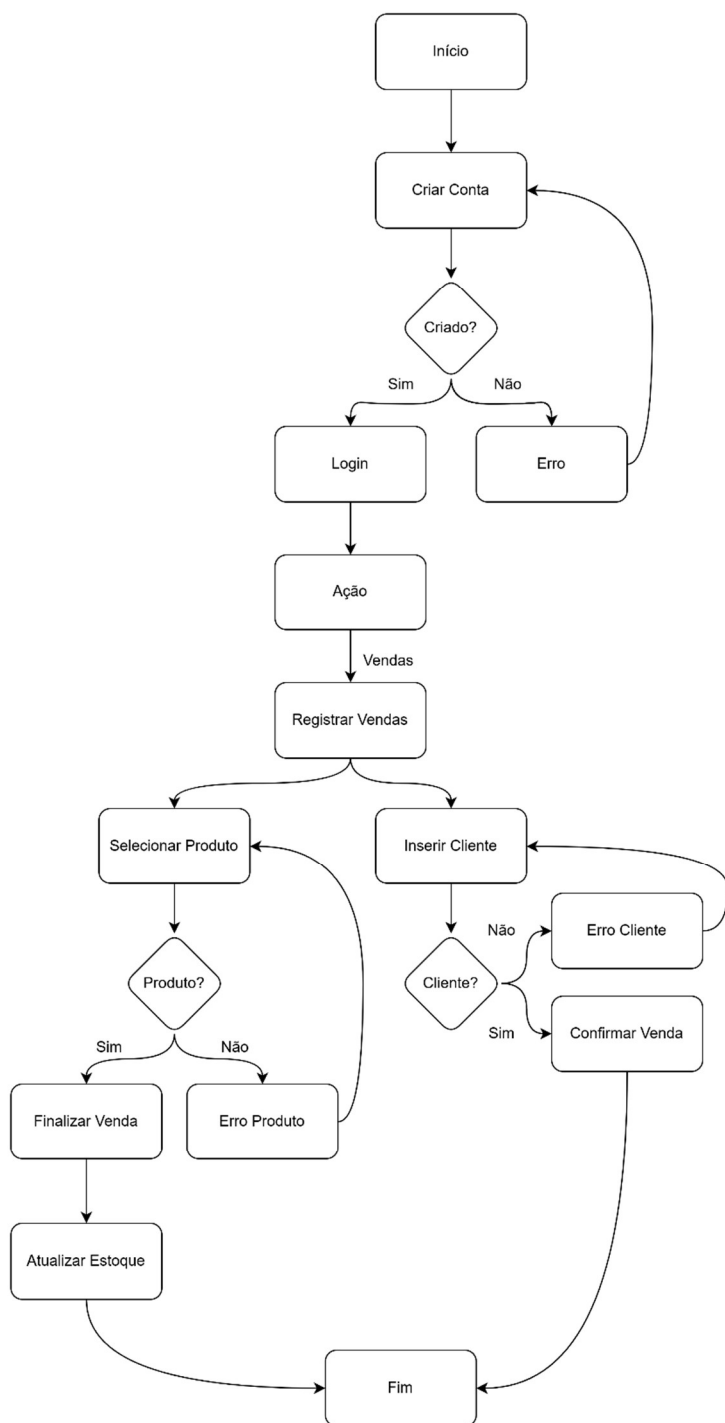 Início
Criar Conta
Criado?
Sim
Não
Login
Erro
Ação
Vendas
Registrar Vendas
Selecionar Produto
Inserir Cliente
Não
Erro Cliente
Produto?
Cliente?
Sim
Confirmar Venda
Sim
Não
Finalizar Venda
Erro Produto
Atualizar Estoque
Fim